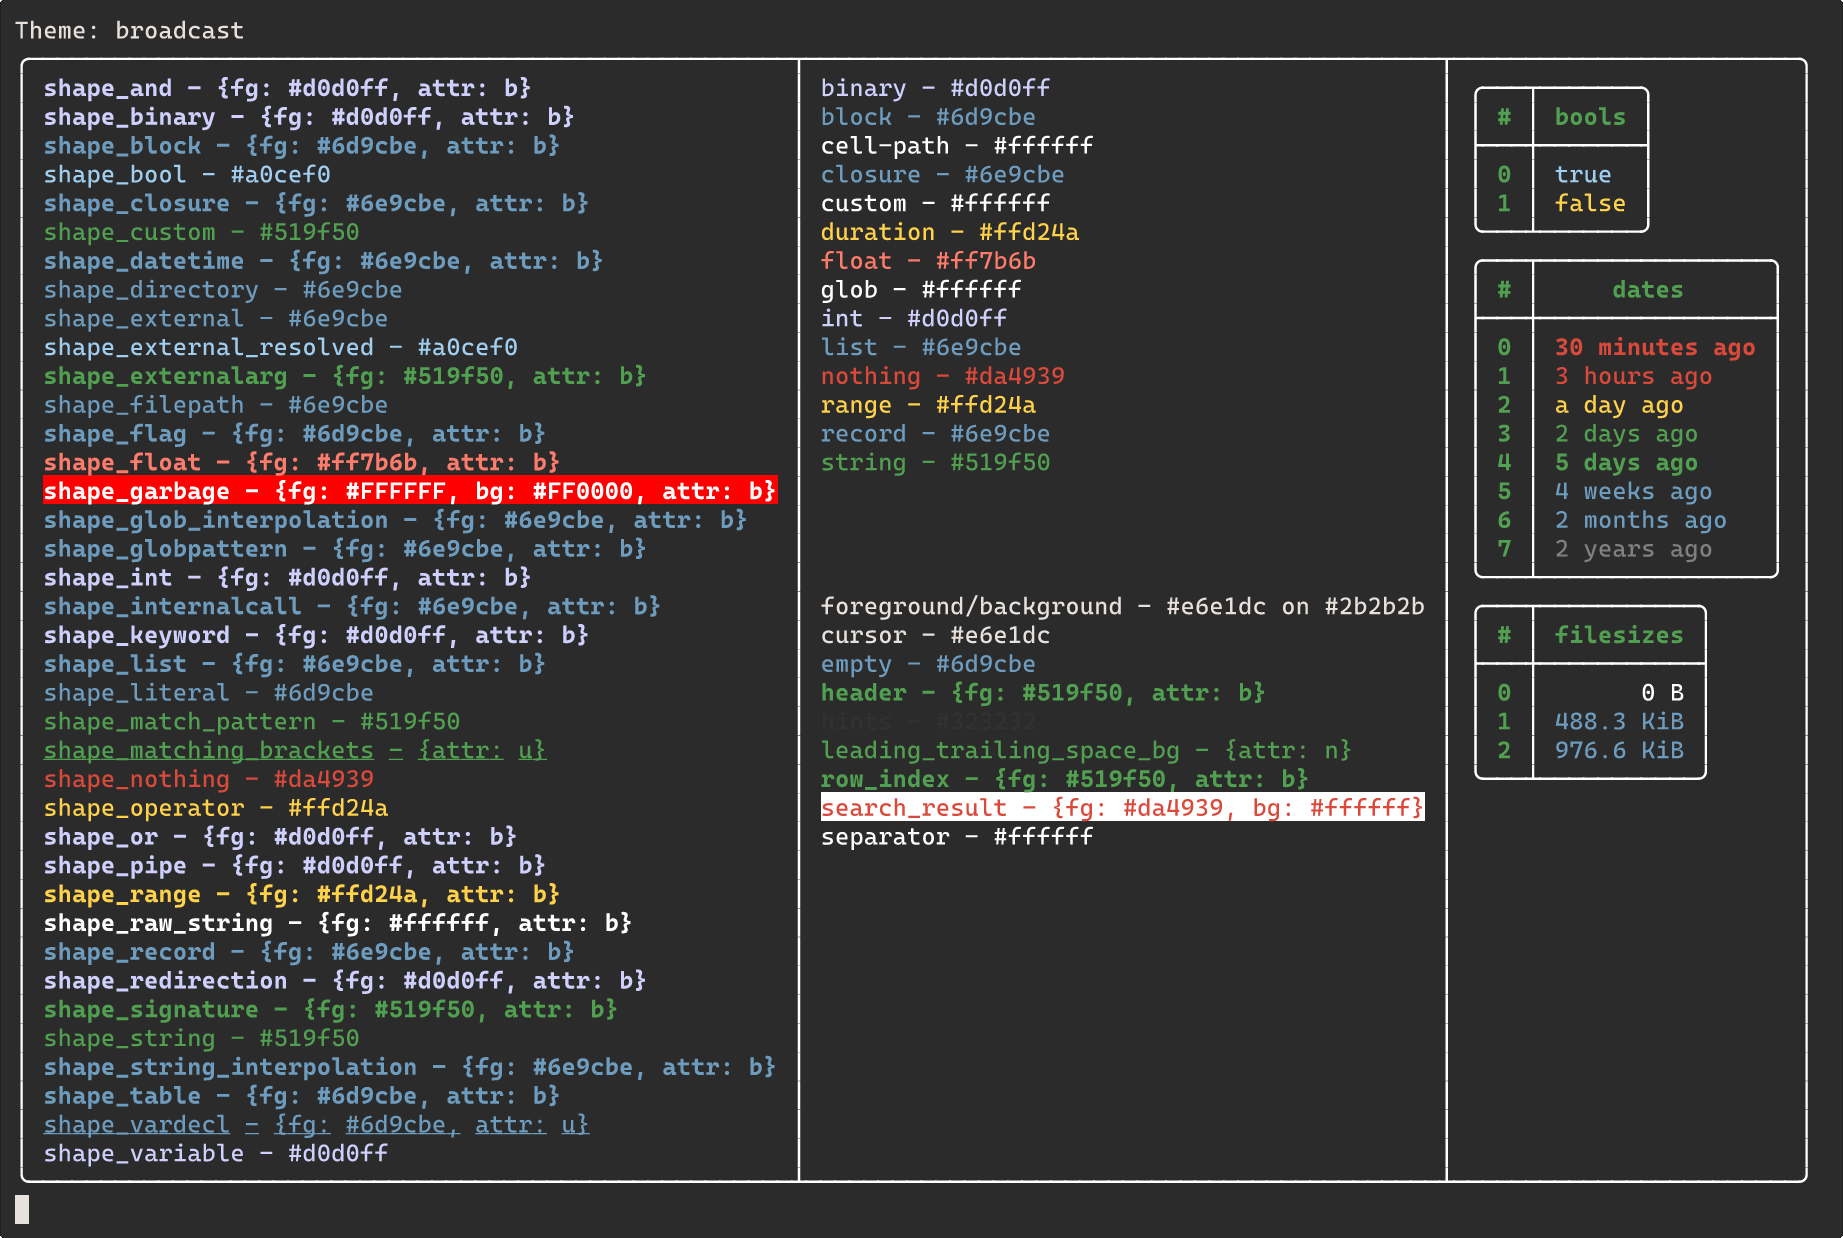 Theme: broadcast
shape_and - {fg: #d0d0ff, attr: b}
shape_binary - {fg: #d0d0ff, attr: b}
shape_block - {fg: #6d9cbe, attr: b}
shape_bool - #a0cef0
shape_closure - {fg: #6e9cbe, attr: b}
shape_custom - #519f50
shape_datetime - {fg: #6e9cbe, attr: b}
shape_directory - #6e9cbe
shape_external - #6e9cbe
shape_external_resolved - #a0cef0
shape_externalarg - {fg: #519f50, attr: b}
shape_filepath - #6e9cbe
shape_flag - {fg: #6d9cbe, attr: b}
shape_float - {fg: #ff7b6b, attr: b}
shape_garbage - {fg: #FFFFFF, bg: #FF0000, attr: b}
shape_glob_interpolation - {fg: #6e9cbe, attr: b}
shape_globpattern - {fg: #6e9cbe, attr: b}
shape_int - {fg: #d0d0ff, attr: b}
shape_internalcall - {fg: #6e9cbe, attr: b}
shape_keyword - {fg: #d0d0ff, attr: b}
shape_list - {fg: #6e9cbe, attr: b}
shape_literal - #6d9cbe
shape_match_pattern - #519f50
shape_matching_brackets - {attr: u}
shape_nothing - #da4939
shape_operator - #ffd24a
shape_or - {fg: #d0d0ff, attr: b}
shape_pipe - {fg: #d0d0ff, attr: b}
shape_range - {fg: #ffd24a, attr: b}
shape_raw_string - {fg: #ffffff, attr: b}
shape_record - {fg: #6e9cbe, attr: b}
shape_redirection - {fg: #d0d0ff, attr: b}
shape_signature - {fg: #519f50, attr: b}
shape_string - #519f50
shape_string_interpolation - {fg: #6e9cbe, attr: b}
shape_table - {fg: #6d9cbe, attr: b}
shape_vardecl - {fg: #6d9cbe, attr: u}
shape_variable - #d0d0ff
binary - #d0d0ff
block - #6d9cbe
cell-path - #ffffff
closure - #6e9cbe
custom - #ffffff
duration - #ffd24a
float - #ff7b6b
glob - #ffffff
int - #d0d0ff
list - #6e9cbe
nothing - #da4939
range - #ffd24a
record - #6e9cbe
string - #519f50
foreground/background - #e6e1dc on #2b2b2b
cursor - #e6e1dc
empty - #6d9cbe
header - {fg: #519f50, attr: b}
hints - #323232
leading_trailing_space_bg - {attr: n}
row_index - {fg: #519f50, attr: b}
search_result - {fg: #da4939, bg: #ffffff}
separator - #ffffff
# bools
0 true
1 false
# dates
0 30 minutes ago
1 3 hours ago
2 a day ago
3 2 days ago
4 5 days ago
5 4 weeks ago
6 2 months ago
7 2 years ago
# filesizes
0 0 B
1 488.3 KiB
2 976.6 KiB